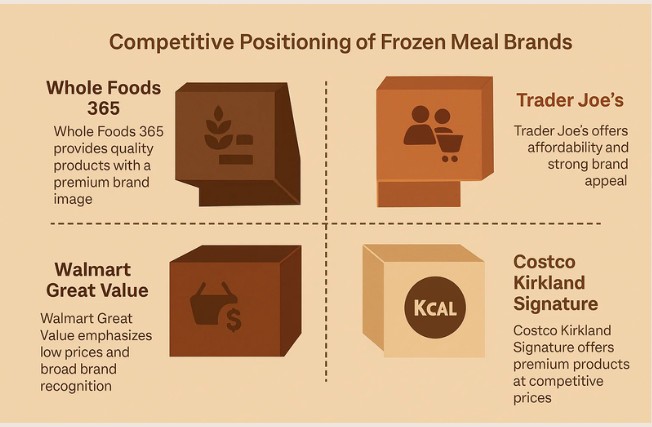 Competitive Positioning of Frozen Meal Brands
Whole Foods
365
Whole Foods 365
provides quality
products with a
premium brand
image
Trader Joe's
Trader Joe's offers
affordability and
strong brand
appeal
Walmart
Great Value
Walmart Great
Value emphasizes
low prices and
broad brand
recognition
$
KCAL
Costco
Kirkland
Signature
Costco Kirkland
Signature offers
premium products
at competitive
prices